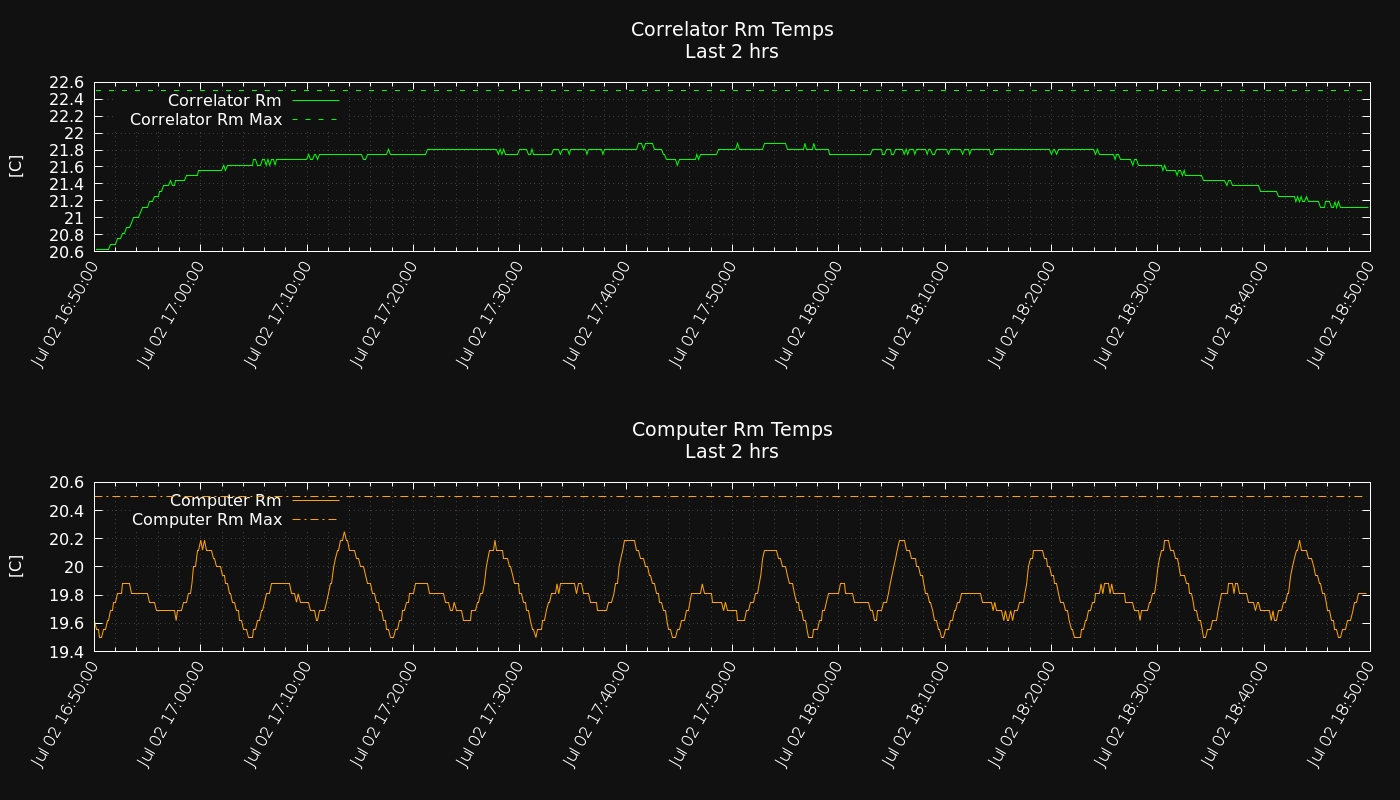 Correlator Rm Temps
Last 2 hrs
22.6
22.4
22.2
22
21.8
21.6
21.4
21.2
21
20.8
20.6
[C]
Correlator Rm
Correlator Rm Max
Jul 02 16:50:00
Jul 02 17:00:00
Jul 02 17:10:00
Jul 02 17:20:00
Jul 02 17:30:00
Jul 02 17:40:00
Jul 02 17:50:00
Jul 02 18:00:00
Jul 02 18:10:00
Jul 02 18:20:00
Jul 02 18:30:00
Jul 02 18:40:00
Jul 02 18:50:00
Computer Rm Temps
Last 2 hrs
20.6
20.4
20.2
20
19.8
19.6
19.4
[C]
Computer Rm
Computer Rm Max
Jul 02 16:50:00
Jul 02 17:00:00
Jul 02 17:10:00
Jul 02 17:20:00
Jul 02 17:30:00
Jul 02 17:40:00
Jul 02 17:50:00
Jul 02 18:00:00
Jul 02 18:10:00
Jul 02 18:20:00
Jul 02 18:30:00
Jul 02 18:40:00
Jul 02 18:50:00